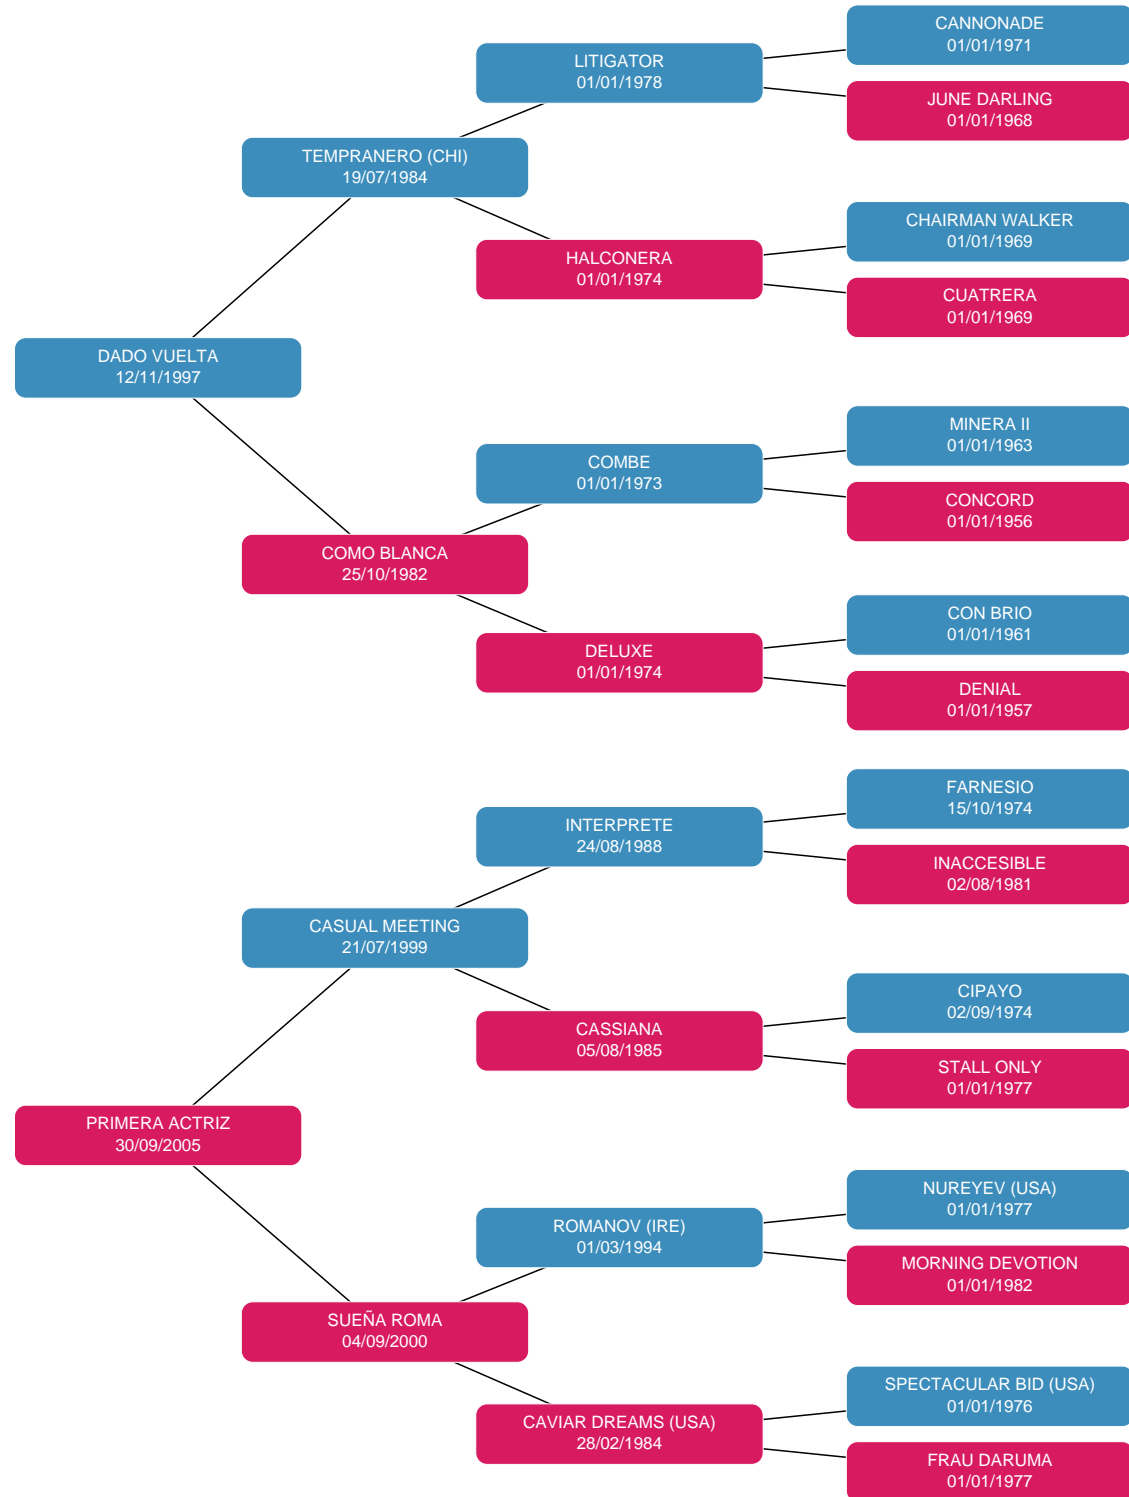 CANNONADE
01/01/1971
LITIGATOR
01/01/1978
JUNE DARLING
01/01/1968
TEMPRANERO (CHI)
19/07/1984
CHAIRMAN WALKER
01/01/1969
HALCONERA
01/01/1974
CUATRERA
01/01/1969
DADO VUELTA
12/11/1997
MINERA II
01/01/1963
COMBE
01/01/1973
CONCORD
01/01/1956
COMO BLANCA
25/10/1982
CON BRIO
01/01/1961
DELUXE
01/01/1974
DENIAL
01/01/1957
FARNESIO
15/10/1974
INTERPRETE
24/08/1988
INACCESIBLE
02/08/1981
CASUAL MEETING
21/07/1999
CIPAYO
02/09/1974
CASSIANA
05/08/1985
STALL ONLY
01/01/1977
PRIMERA ACTRIZ
30/09/2005
NUREYEV (USA)
01/01/1977
ROMANOV (IRE)
01/03/1994
MORNING DEVOTION
01/01/1982
SUEÑA ROMA
04/09/2000
SPECTACULAR BID (USA)
01/01/1976
CAVIAR DREAMS (USA)
28/02/1984
FRAU DARUMA
01/01/1977